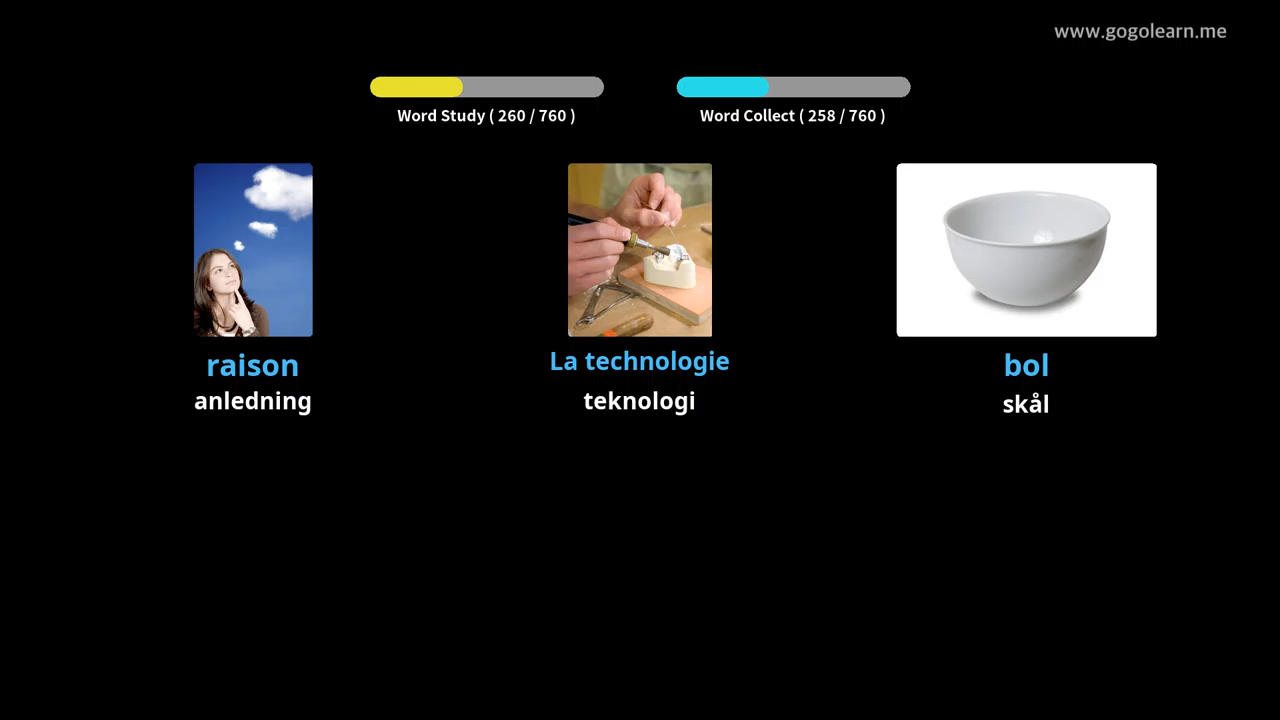 www.gogolearn.me
Word Study ( 260 / 760 )
Word Collect ( 258 / 760 )
raison
anledning
La technologie
teknologi
bol
skål